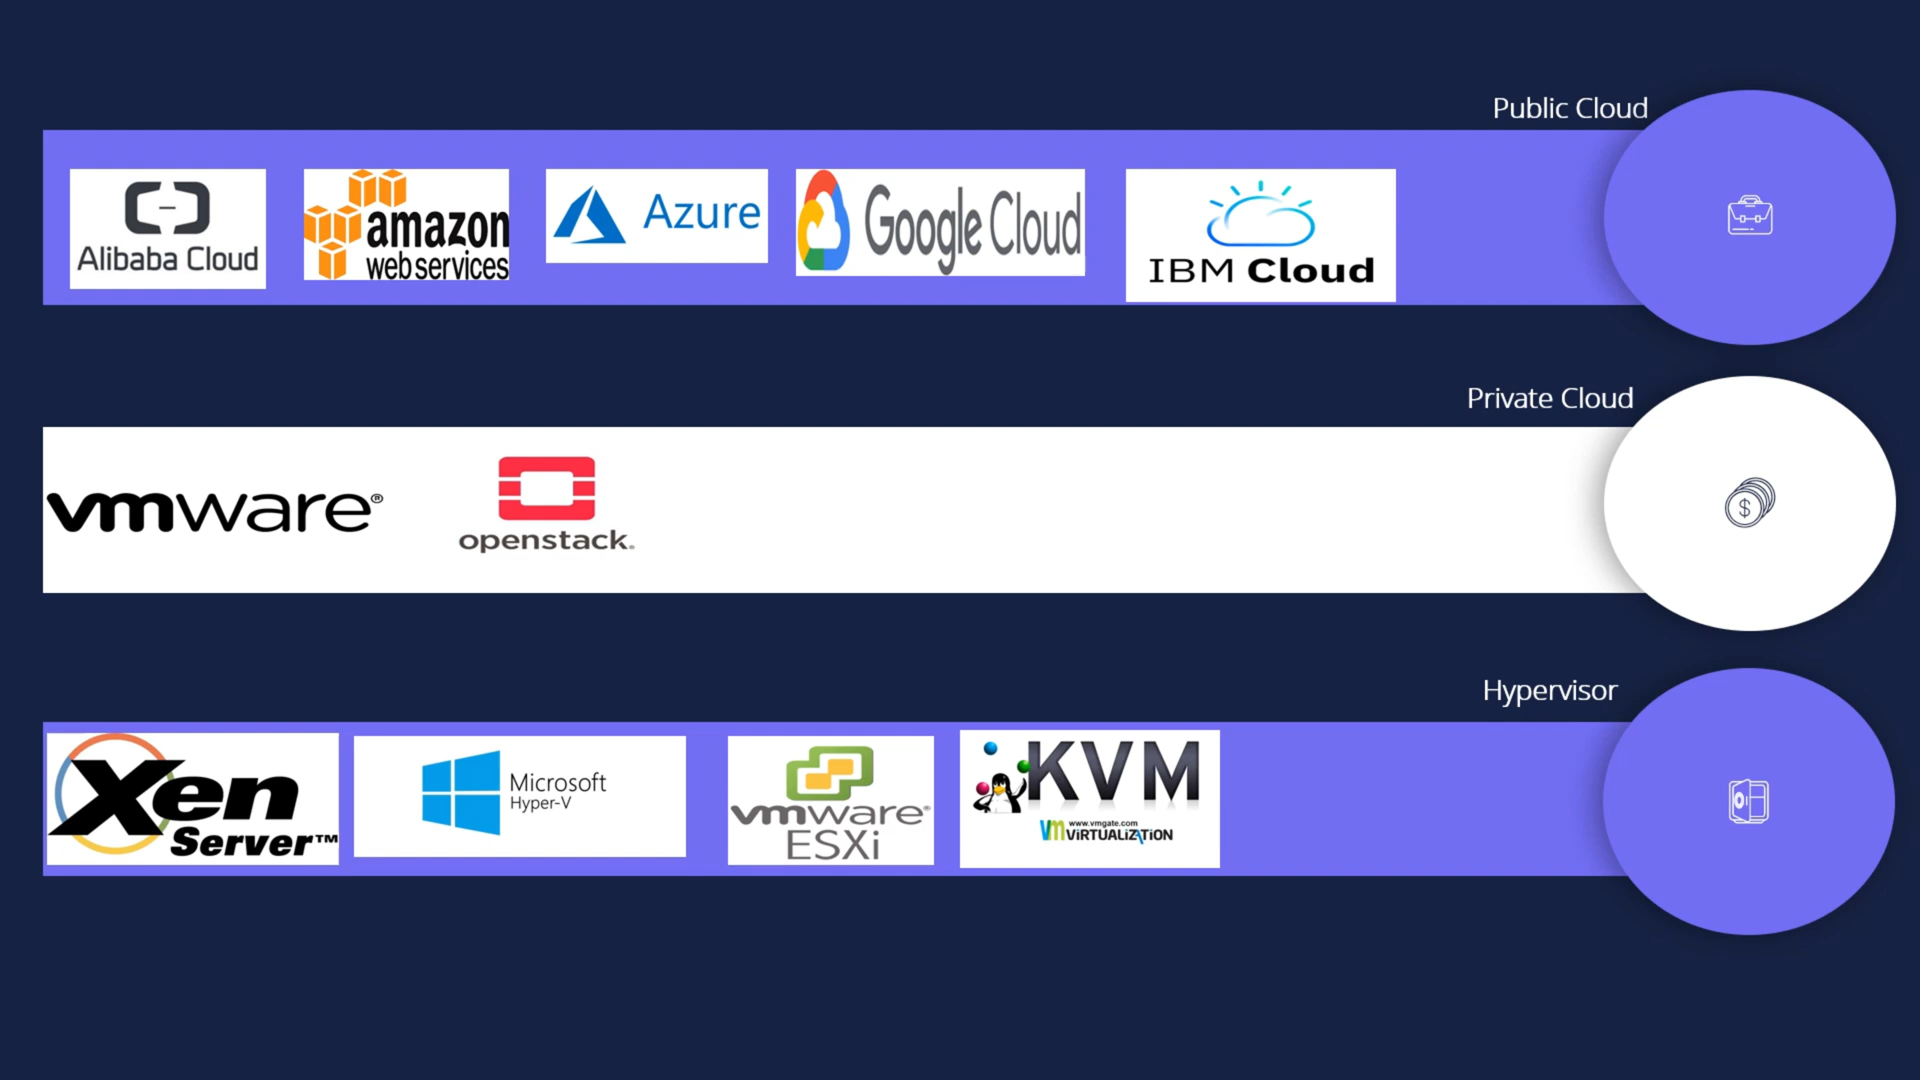 Public Cloud
Alibaba Cloud
amazon
web services
Azure
Google Cloud
IBM Cloud
Private Cloud
vmware®
openstack.
$
Hypervisor
Xen
Server™
Microsoft
Hyper-V
vmware®
ESXi
KVM
www.vmgate.com
Vm VIRTUALIZATION